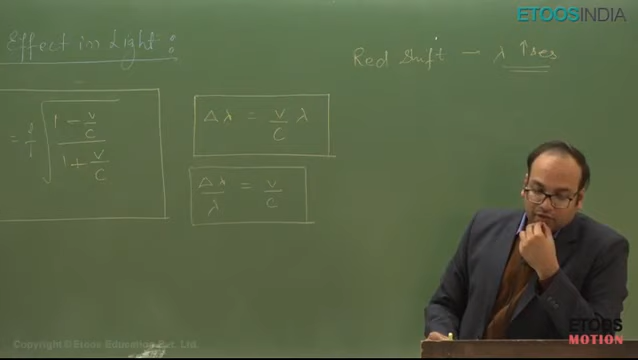 ETOOSINDIA
Effect in Light :
Red shift – λ ↑ses
= f √((1 - v/c)/(1 + v/c))
Δλ = v/c λ
Δλ/λ = v/c
ETOOS
MOTION
Copyright © Etoos Education Pvt. Ltd.